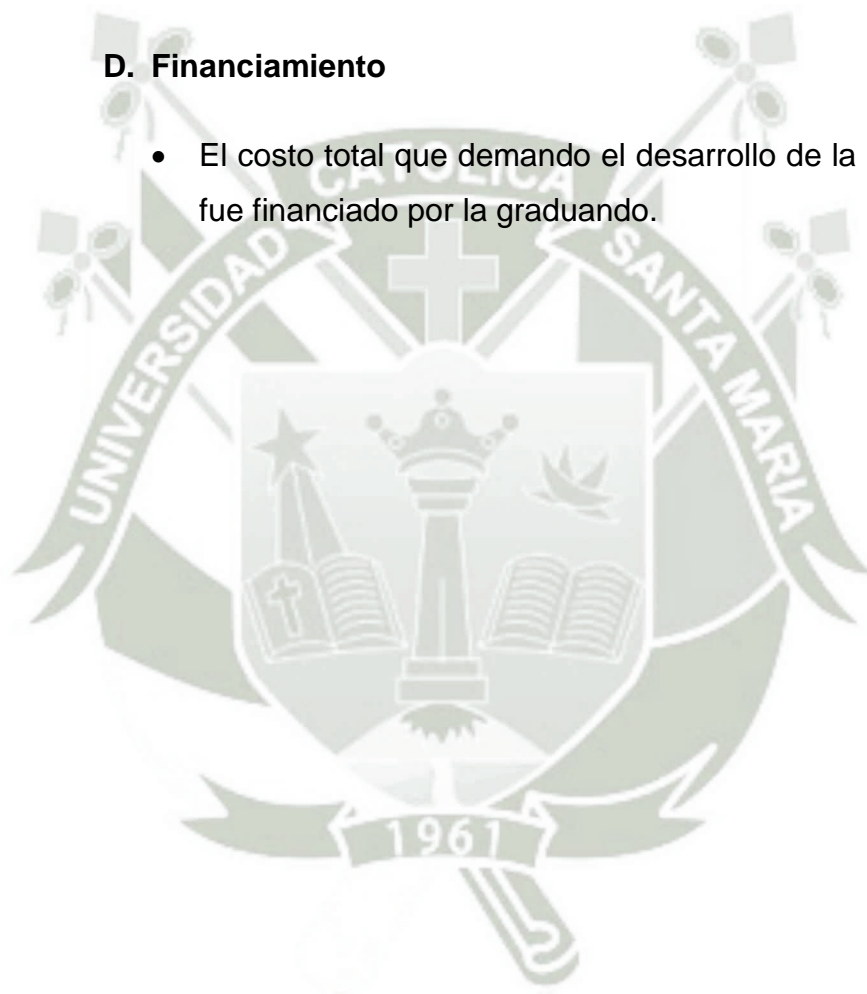 D. Financiamiento
• El costo total que demando el desarrollo de la
fue financiado por la graduando.
CATOLICA
UNIVERSIDAD
SANTA MARIA
1961